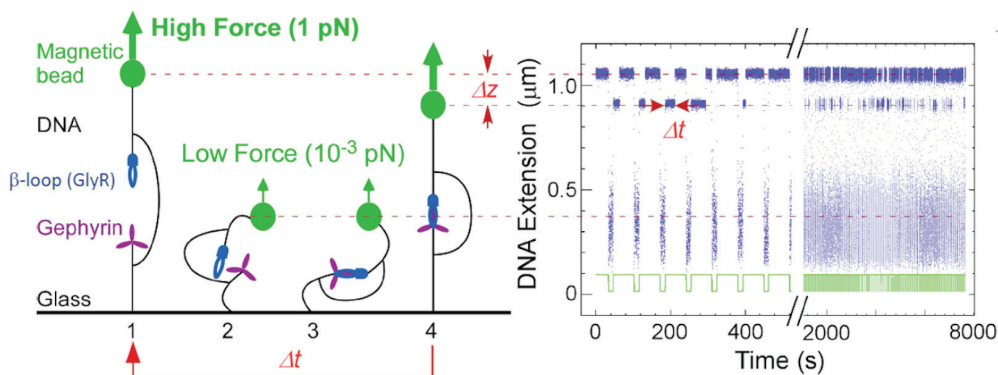 High Force (1 pN)
Magnetic
bead
Δz
DNA
Low Force (10-3 pN)
β-loop (GlyR)
Gephyrin
Glass
1
2
3
4
Δt
DNA Extension (μm)
1.0
0.5
0
Δt
0
200
400
2000
8000
Time (s)